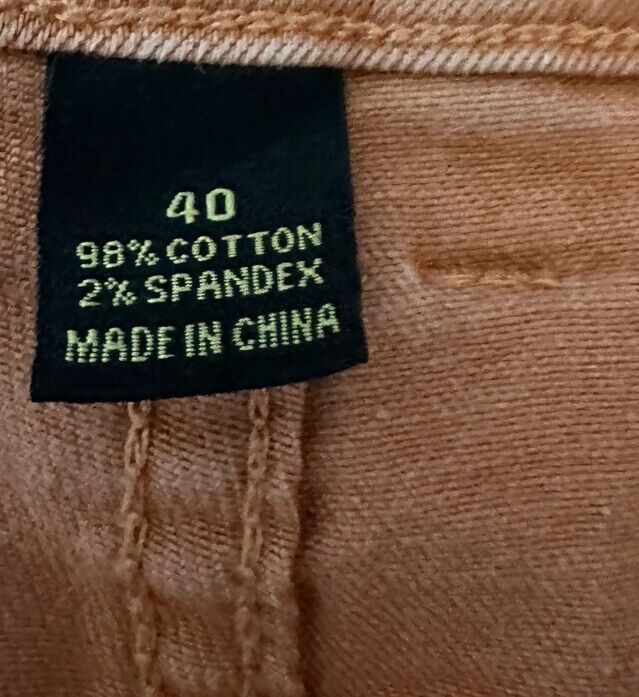 40
98% COTTON
2% SPANDEX
MADE IN CHINA